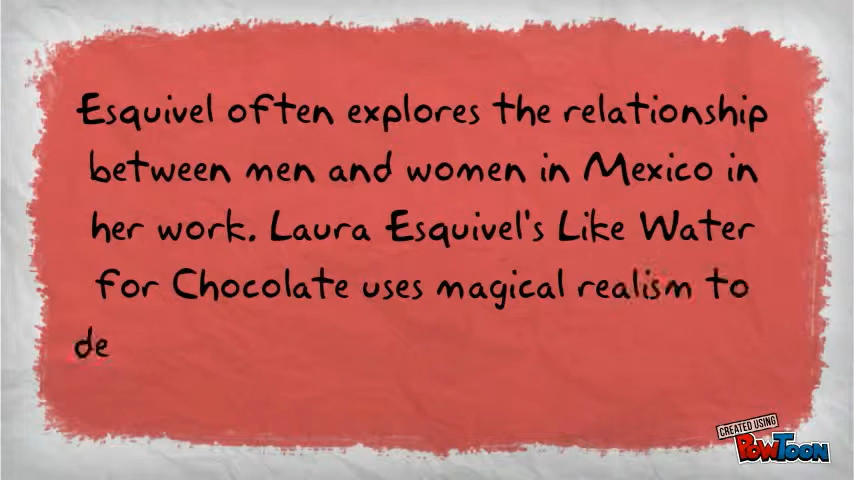 Esquivel often explores the relationship
between men and women in Mexico in
her work. Laura Esquivel's Like Water
for Chocolate uses magical realism to
de
CREATED USING
POWTOON